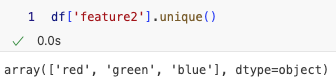 1 df['feature2'].unique()
0.0s
array(['red', 'green', 'blue'], dtype=object)